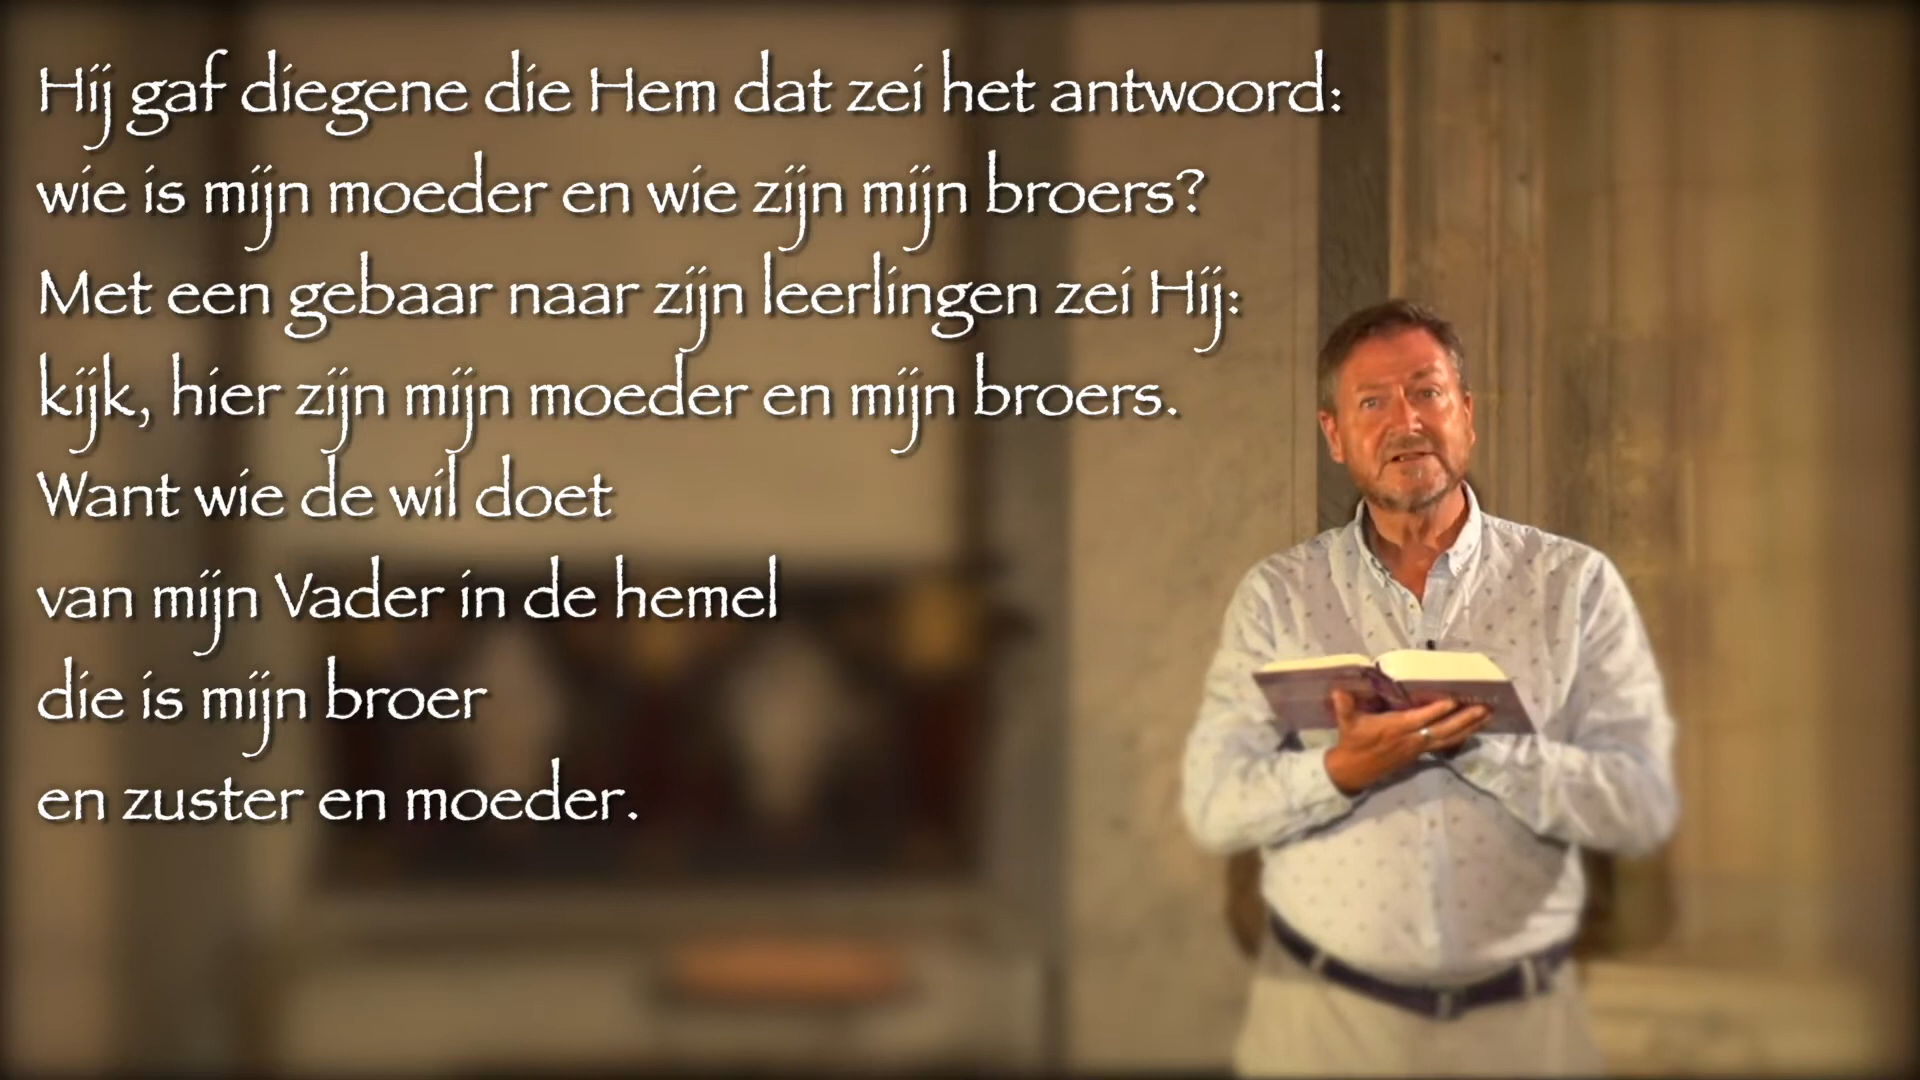 Hij gaf diegene die Hem dat zei het antwoord:
wie is mijn moeder en wie zijn mijn broers?
Met een gebaar naar zijn leerlingen zei Hij:
kijk, hier zijn mijn moeder en mijn broers.
Want wie de wil doet
van mijn Vader in de hemel
die is mijn broer
en zuster en moeder.